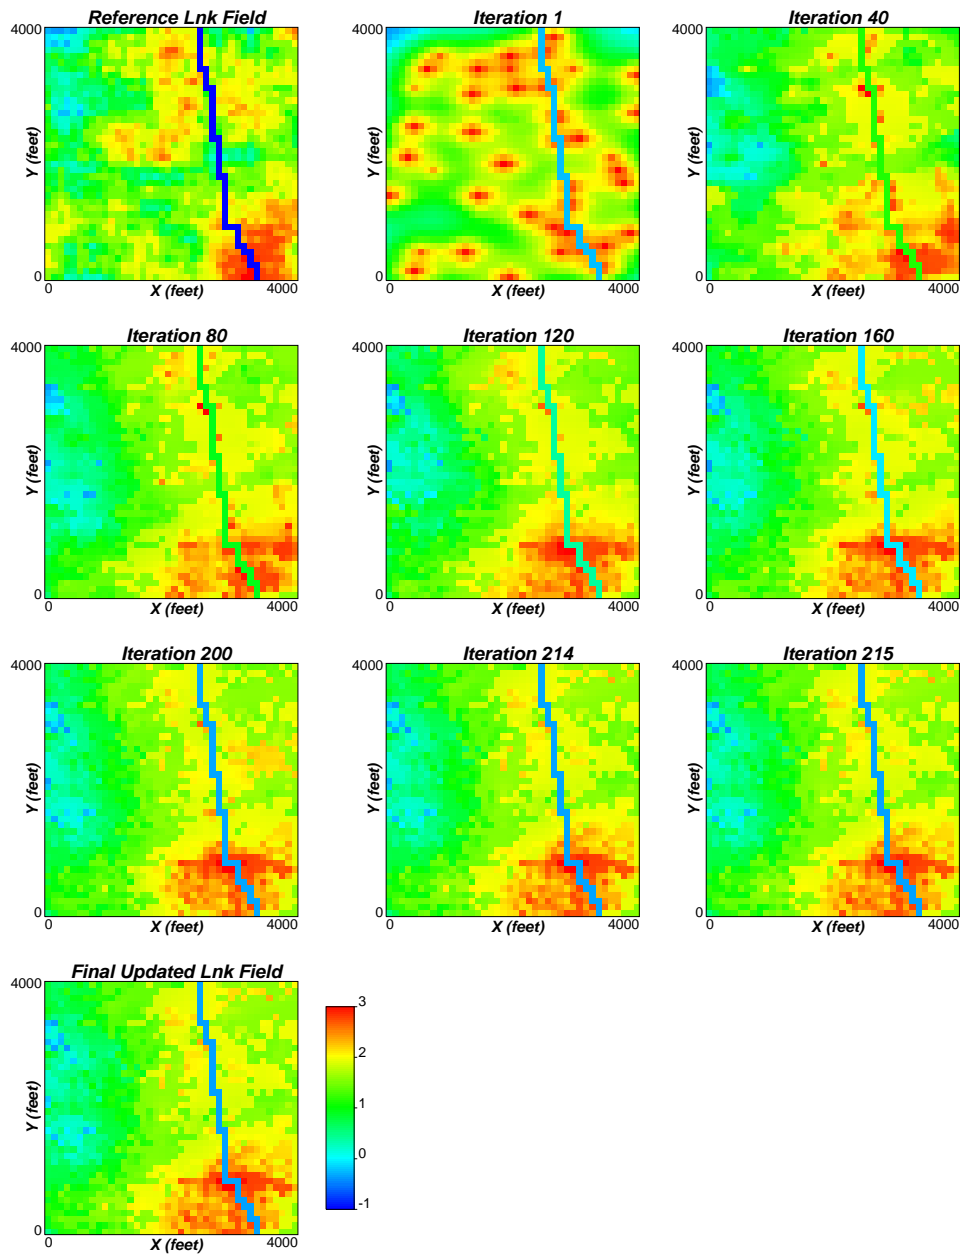 Reference Lnk Field
4000
Y (feet)
0
0
X (feet)
4000
Iteration 1
4000
Y (feet)
0
0
X (feet)
4000
Iteration 40
4000
Y (feet)
0
0
X (feet)
4000
Iteration 80
4000
Y (feet)
0
0
X (feet)
4000
Iteration 120
4000
Y (feet)
0
0
X (feet)
4000
Iteration 160
4000
Y (feet)
0
0
X (feet)
4000
Iteration 200
4000
Y (feet)
0
0
X (feet)
4000
Iteration 214
4000
Y (feet)
0
0
X (feet)
4000
Iteration 215
4000
Y (feet)
0
0
X (feet)
4000
Final Updated Lnk Field
4000
Y (feet)
0
0
X (feet)
4000
3
2
1
0
-1